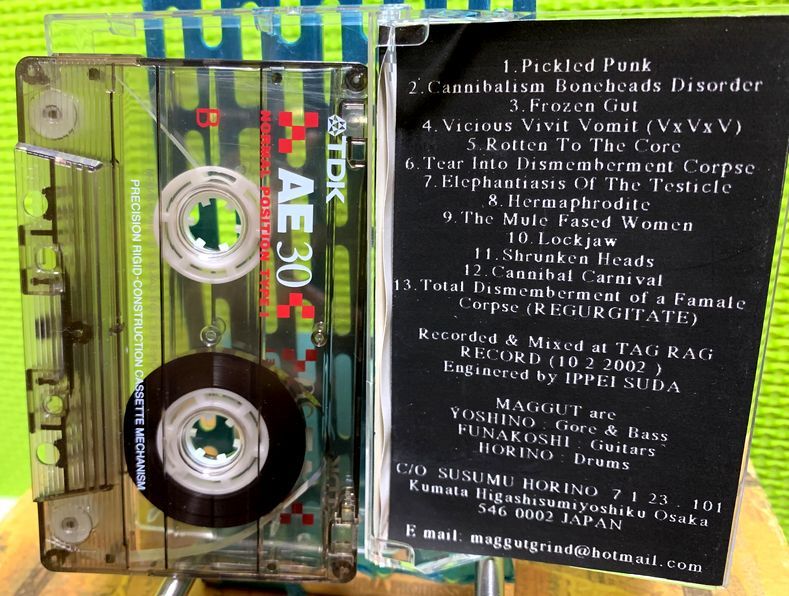 TDK
AE 30
B
NORMAL POSITION TYPE I
PRECISION RIGID-CONSTRUCTION CASSETTE MECHANISM
1.Pickled Punk
2.Cannibalism Boneheads Disorder
3.Frozen Gut
4.Vicious Vivit Vomit (VxVxV)
5.Rotten To The Core
6.Tear Into Dismemberment Corpse
7.Elephantiasis Of The Testicle
8.Hermaphrodite
9.The Mule Fased Women
10.Lockjaw
11.Shrunken Heads
12.Cannibal Carnival
13.Total Dismemberment of a Famale
Corpse (REGURGITATE)
Recorded & Mixed at TAG RAG
RECORD (10 2 2002 )
Enginered by IPPEI SUDA
MAGGUT are
YOSHINO : Gore & Bass
FUNAKOSHI : Guitars
HORINO : Drums
C/O SUSUMU HORINO 7 1 23 . 101
Kumata Higashisumiyoshiku Osaka
546 0002 JAPAN
E mail: maggutgrind@hotmail.com